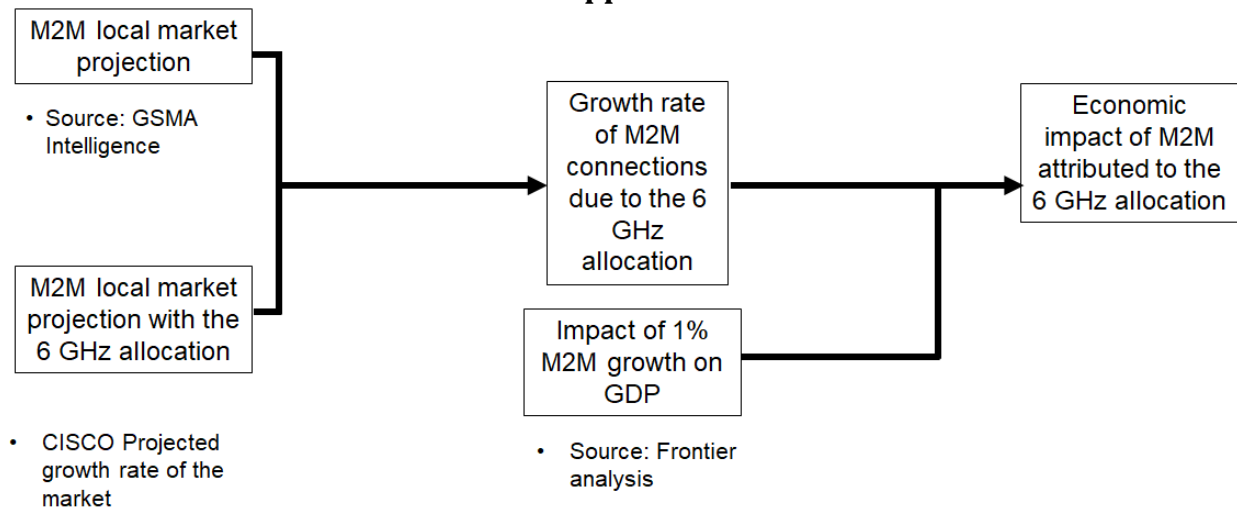 M2M local market
projection
• Source: GSMA
Intelligence
M2M local market
projection with the
6 GHz allocation
• CISCO Projected
growth rate of the
market
Growth rate
of M2M
connections
due to the 6
GHz
allocation
Impact of 1%
M2M growth on
GDP
• Source: Frontier
analysis
Economic
impact of M2M
attributed to the
6 GHz allocation